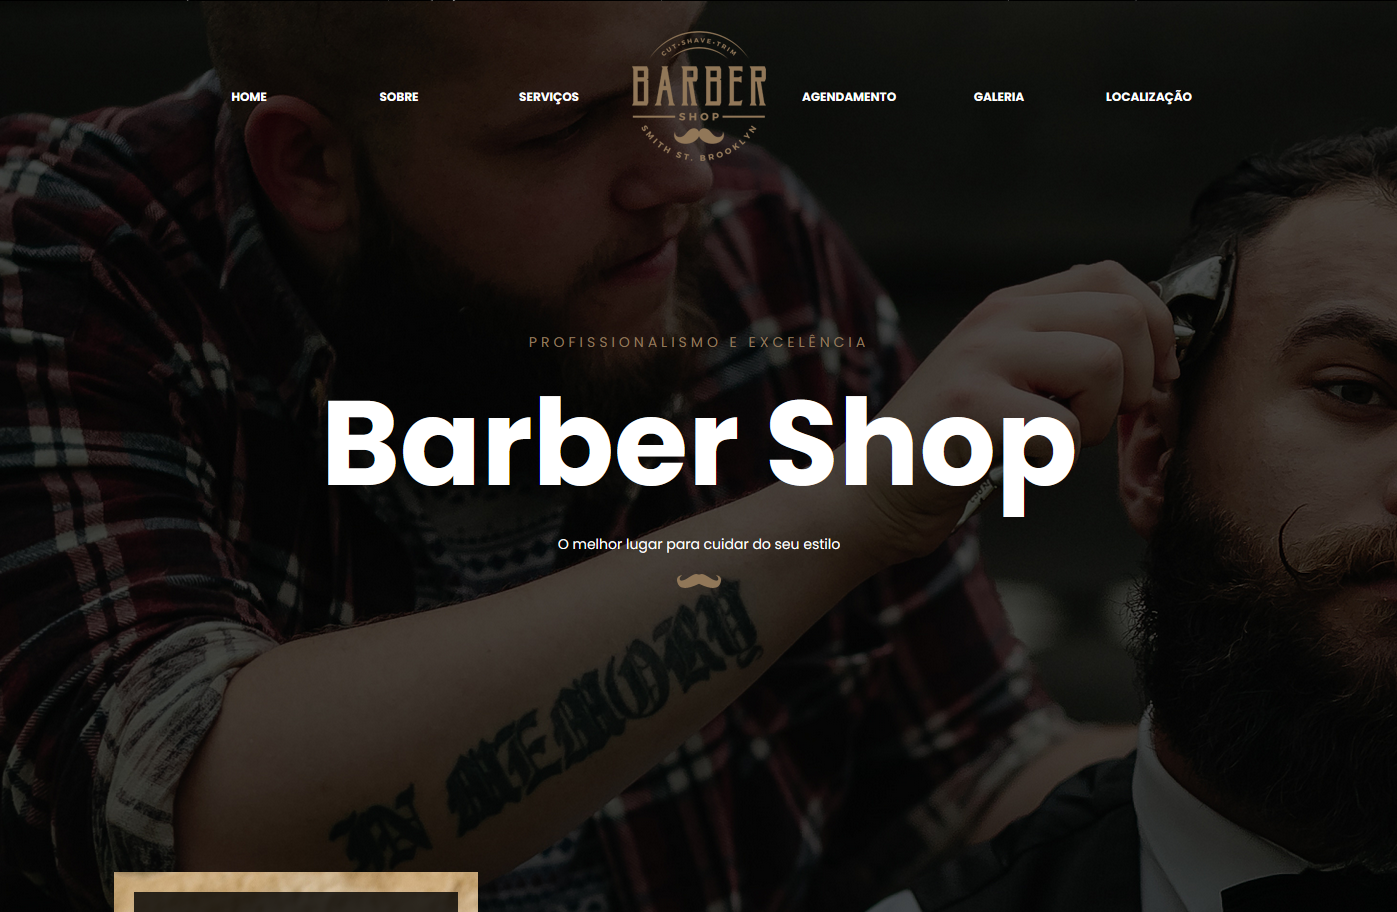 CUT•SHAVE•TRIM
BARBER
SHOP
SMITH ST. BROOKLYN
HOME
SOBRE
SERVIÇOS
AGENDAMENTO
GALERIA
LOCALIZAÇÃO
PROFISSIONALISMO E EXCELÊNCIA
Barber Shop
O melhor lugar para cuidar do seu estilo
IN MEMORY